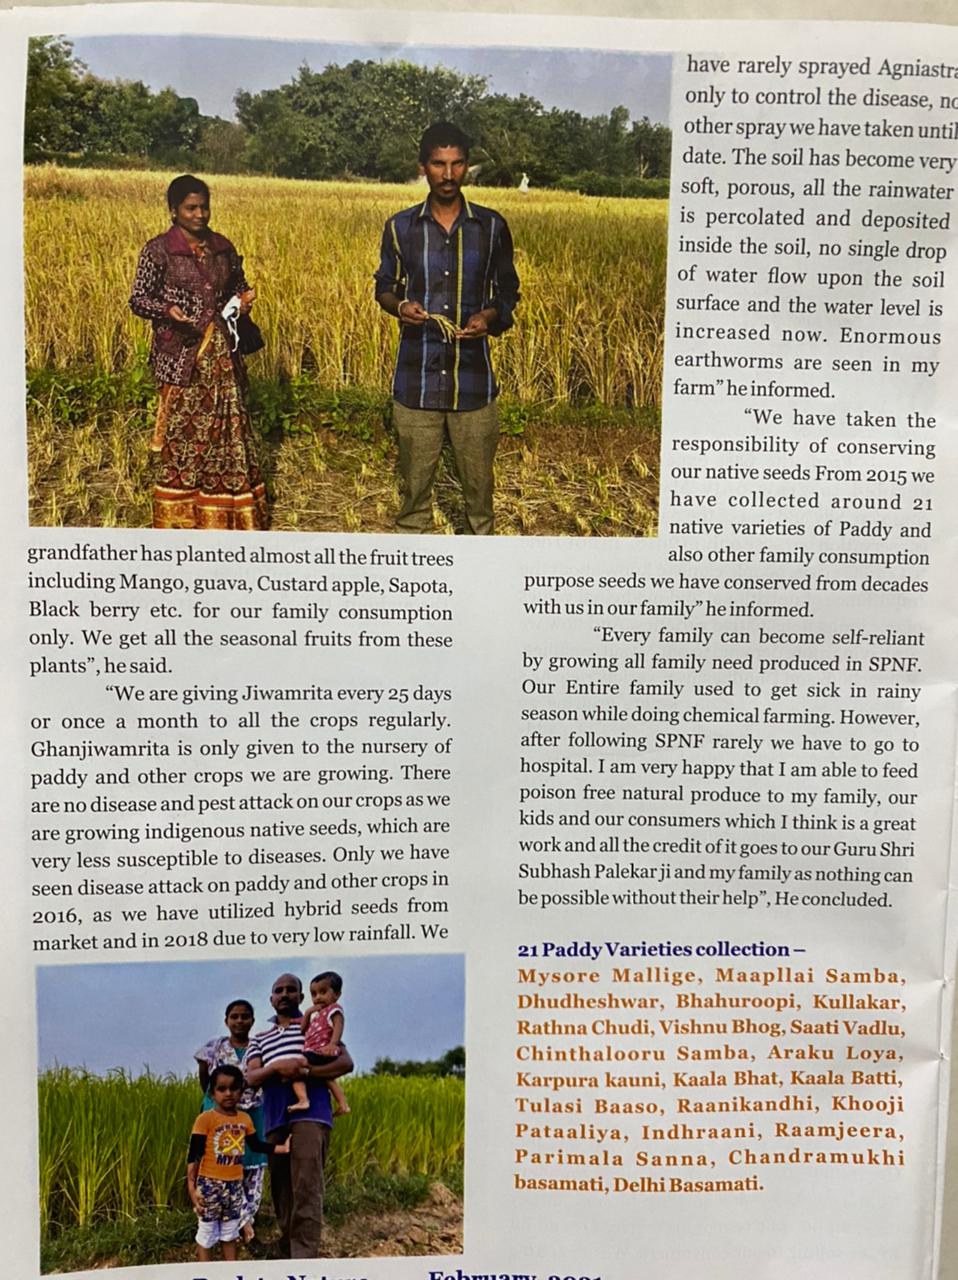 grandfather has planted almost all the fruit trees
including Mango, guava, Custard apple, Sapota,
Black berry etc. for our family consumption
only. We get all the seasonal fruits from these
plants”, he said.
“We are giving Jiwamrita every 25 days
or once a month to all the crops regularly.
Ghanjiwamrita is only given to the nursery of
paddy and other crops we are growing. There
are no disease and pest attack on our crops as we
are growing indigenous native seeds, which are
very less susceptible to diseases. Only we have
seen disease attack on paddy and other crops in
2016, as we have utilized hybrid seeds from
market and in 2018 due to very low rainfall. We
have rarely sprayed Agniastra
only to control the disease, no
other spray we have taken until
date. The soil has become very
soft, porous, all the rainwater
is percolated and deposited
inside the soil, no single drop
of water flow upon the soil
surface and the water level is
increased now. Enormous
earthworms are seen in my
farm” he informed.
“We have taken the
responsibility of conserving
our native seeds From 2015 we
have collected around 21
native varieties of Paddy and
also other family consumption
purpose seeds we have conserved from decades
with us in our family” he informed.
“Every family can become self-reliant
by growing all family need produced in SPNF.
Our Entire family used to get sick in rainy
season while doing chemical farming. However,
after following SPNF rarely we have to go to
hospital. I am very happy that I am able to feed
poison free natural produce to my family, our
kids and our consumers which I think is a great
work and all the credit of it goes to our Guru Shri
Subhash Palekar ji and my family as nothing can
be possible without their help”, He concluded.
21 Paddy Varieties collection –
Mysore Mallige, Maapllai Samba,
Dhudheshwar, Bhahuroopi, Kullakar,
Rathna Chudi, Vishnu Bhog, Saati Vadlu,
Chinthalooru Samba, Araku Loya,
Karpura kauni, Kaala Bhat, Kaala Batti,
Tulasi Baaso, Raanikandhi, Khooji
Pataaliya, Indhraani, Raamjeera,
Parimala Sanna, Chandramukhi
basamati, Delhi Basamati.
February, 2021